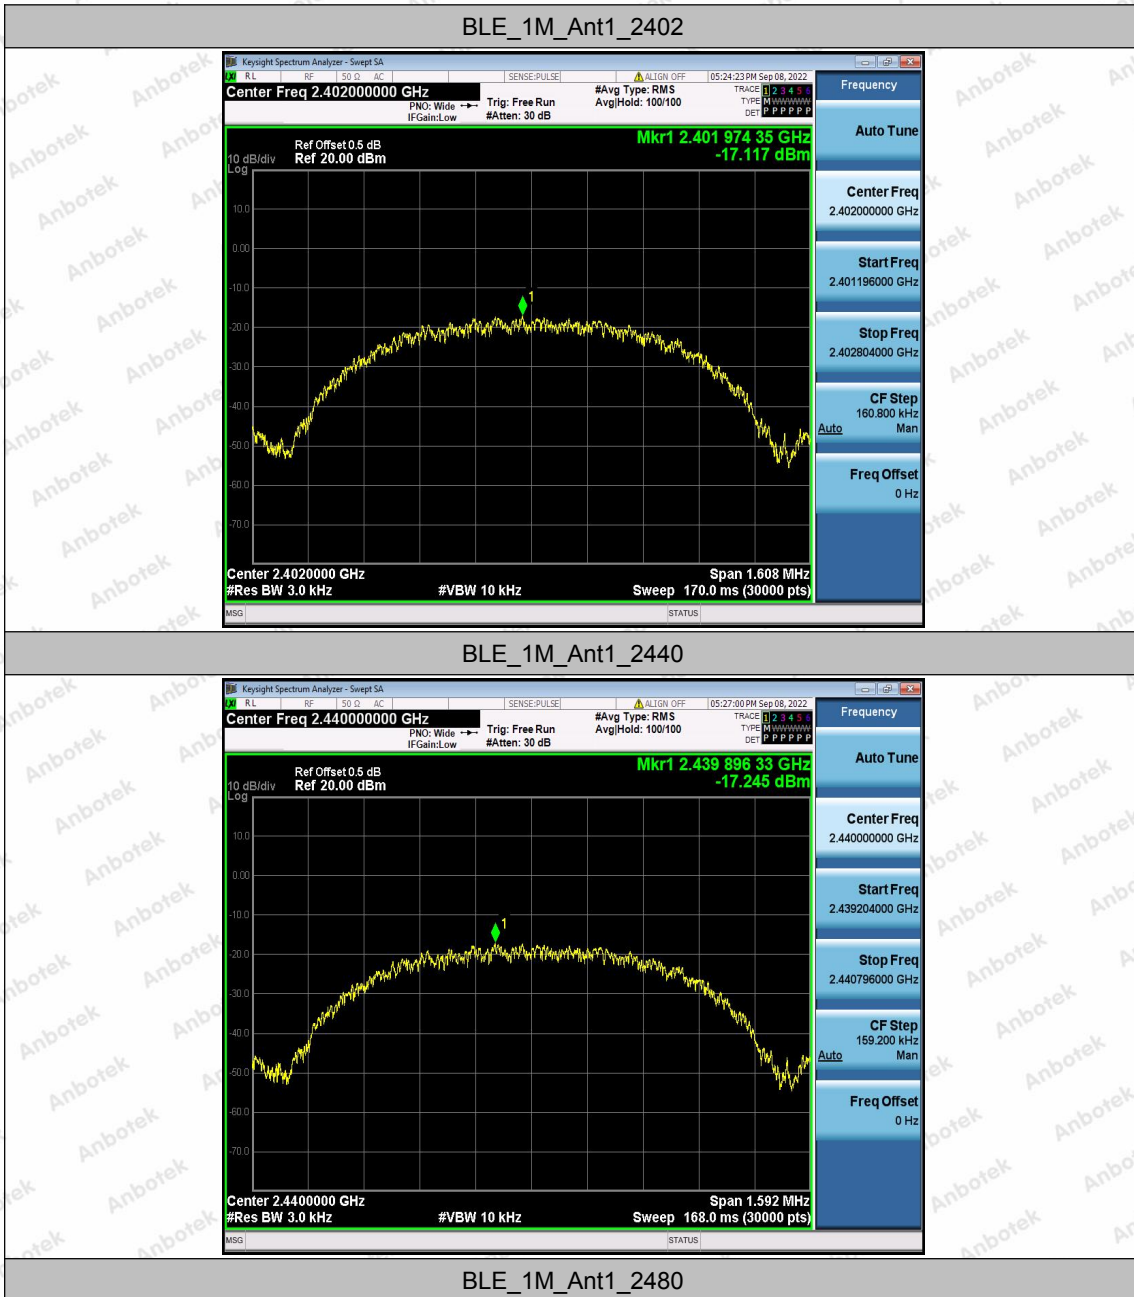 BLE_1M_Ant1_2402
Keysight Spectrum Analyzer - Swept SA
RL RF 50 Ω AC SENSE:PULSE ALIGN OFF 05:24:23 PM Sep 08, 2022
Center Freq 2.402000000 GHz
PNO: Wide
IFGain:Low
Trig: Free Run
#Atten: 30 dB
#Avg Type: RMS
Avg|Hold: 100/100
TRACE 1 2 3 4 5 6
TYPE M W W W W W
DET P P P P P P
Frequency
Auto Tune
Center Freq
2.402000000 GHz
Start Freq
2.401196000 GHz
Stop Freq
2.402804000 GHz
CF Step
160.800 kHz
Auto Man
Freq Offset
0 Hz
Mkr1 2.401 974 35 GHz
-17.117 dBm
Ref Offset 0.5 dB
10 dB/div Ref 20.00 dBm
Log
10.0
0.00
-10.0
1
-20.0
-30.0
-40.0
-50.0
-60.0
-70.0
Center 2.4020000 GHz Span 1.608 MHz
#Res BW 3.0 kHz #VBW 10 kHz Sweep 170.0 ms (30000 pts)
MSG STATUS
BLE_1M_Ant1_2440
Keysight Spectrum Analyzer - Swept SA
RL RF 50 Ω AC SENSE:PULSE ALIGN OFF 05:27:00 PM Sep 08, 2022
Center Freq 2.440000000 GHz
PNO: Wide
IFGain:Low
Trig: Free Run
#Atten: 30 dB
#Avg Type: RMS
Avg|Hold: 100/100
TRACE 1 2 3 4 5 6
TYPE M W W W W W
DET P P P P P P
Frequency
Auto Tune
Center Freq
2.440000000 GHz
Start Freq
2.439204000 GHz
Stop Freq
2.440796000 GHz
CF Step
159.200 kHz
Auto Man
Freq Offset
0 Hz
Mkr1 2.439 896 33 GHz
-17.245 dBm
Ref Offset 0.5 dB
10 dB/div Ref 20.00 dBm
Log
10.0
0.00
-10.0
1
-20.0
-30.0
-40.0
-50.0
-60.0
-70.0
Center 2.4400000 GHz Span 1.592 MHz
#Res BW 3.0 kHz #VBW 10 kHz Sweep 168.0 ms (30000 pts)
MSG STATUS
BLE_1M_Ant1_2480